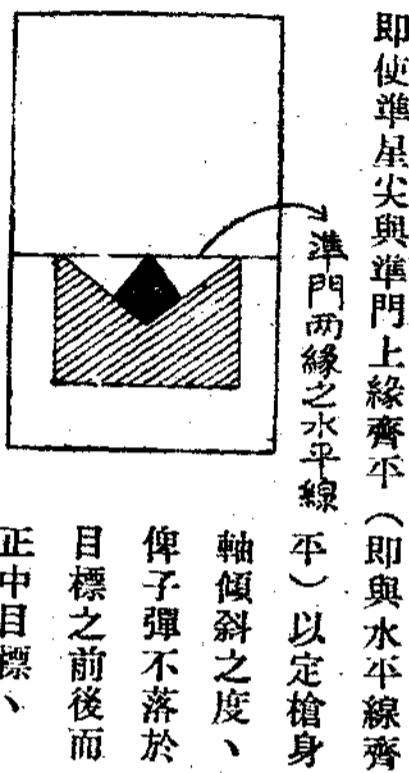 即使準星尖與準門上緣齊平（即與水平線齊
平）以定槍身
軸傾斜之度、
俾子彈不落於
目標之前後而
正中目標、
準門両緣之水平線